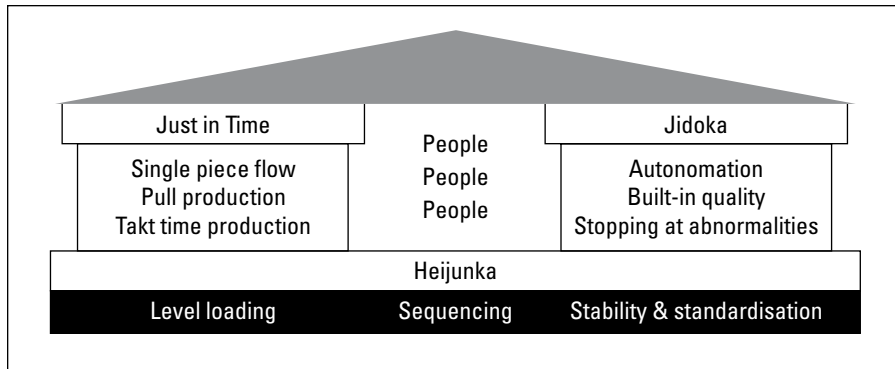 Just in Time
Single piece flow
Pull production
Takt time production
People
People
People
Jidoka
Autonomation
Built-in quality
Stopping at abnormalities
Heijunka
Level loading
Sequencing
Stability & standardisation